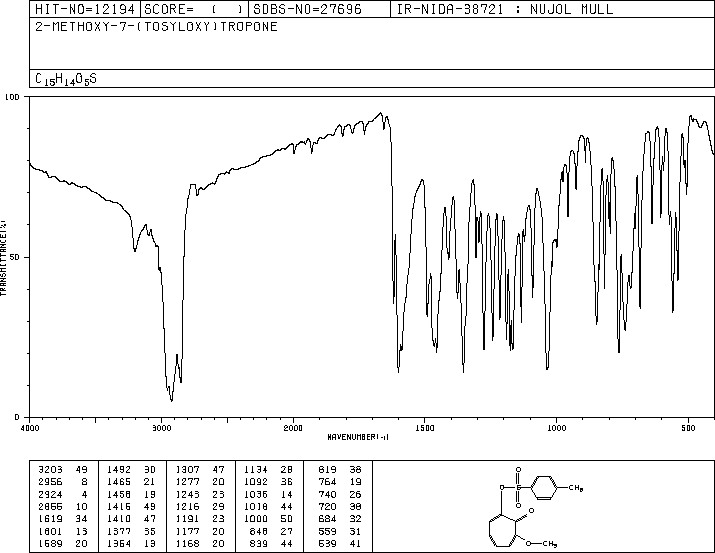 HIT-NO=12194 SCORE= ( ) SDBS-NO=27696 IR-NIDA-38721 : NUJOL MULL
2-METHOXY-7-(TOSYLOXY)TROPONE
C15H14O5S
100
50
0
TRANSMITTANCE(%)
4000 3000 2000 1500 1000 500
WAVENUMBER(-1)
3203 49 1492 30 1307 47 1134 28 819 38
2956 8 1465 21 1277 20 1092 36 764 19
2924 4 1458 19 1243 23 1036 14 740 26
2855 10 1416 49 1216 29 1018 44 720 38
1619 34 1410 47 1191 23 1000 50 684 32
1601 13 1377 35 1177 20 848 27 559 31
1589 20 1354 13 1168 20 839 44 539 41
O
O S CH3
O
O
O CH3